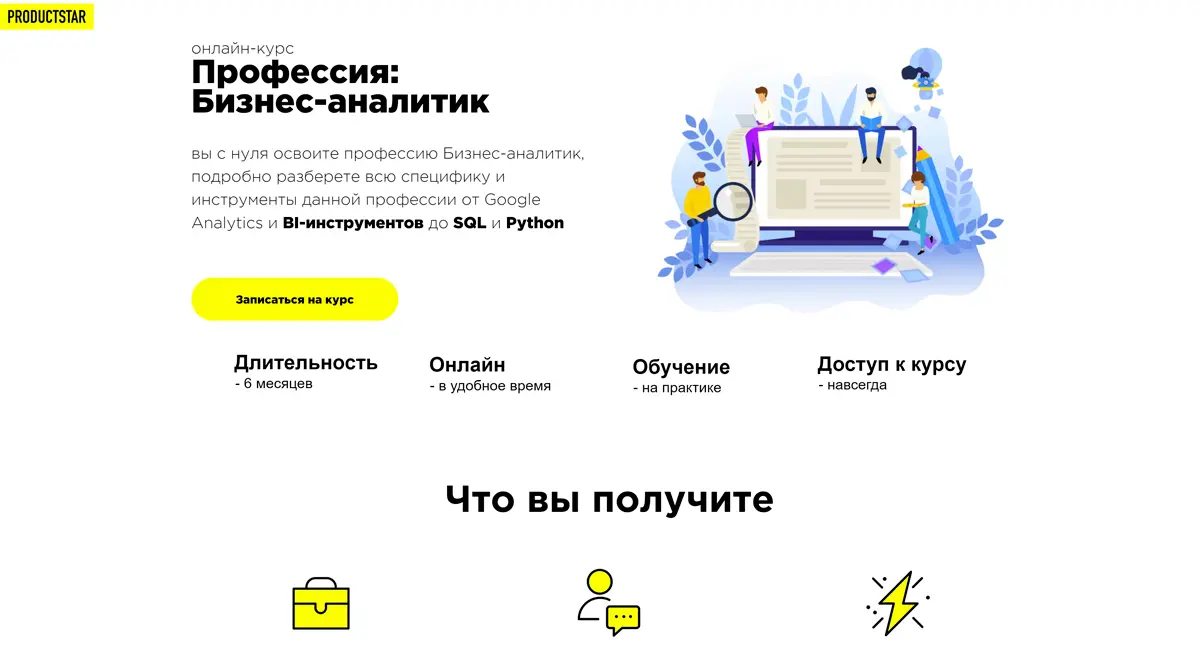 PRODUCTSTAR
онлайн-курс
Профессия:
Бизнес-аналитик
вы с нуля освоите профессию Бизнес-аналитик,
подробно разберете всю специфику и
инструменты данной профессии от Google
Analytics и BI-инструментов до SQL и Python
Записаться на курс
Длительность
- 6 месяцев
Онлайн
- в удобное время
Обучение
- на практике
Доступ к курсу
- навсегда
Что вы получите